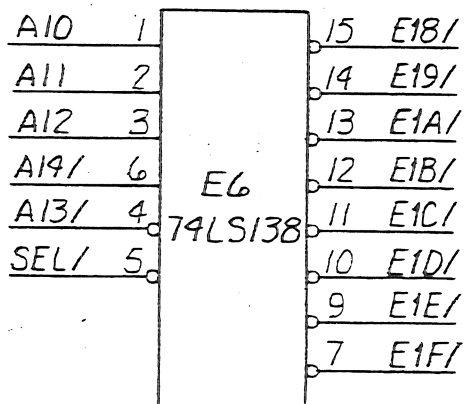 A10 1 15 E18/
A11 2 14 E19/
A12 3 13 E1A/
A14/ 6 12 E1B/
E6
A13/ 4 74LS138 11 E1C/
SEL/ 5 10 E1D/
9 E1E/
7 E1F/